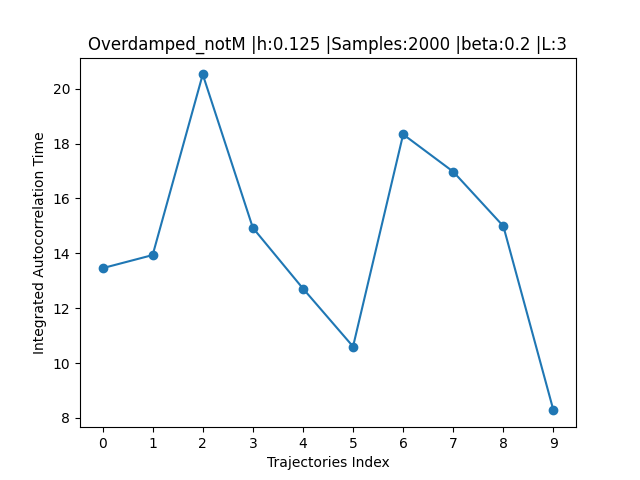 Overdamped_notM |h:0.125 |Samples:2000 |beta:0.2 |L:3
Integrated Autocorrelation Time
20
18
16
14
12
10
8
0 1 2 3 4 5 6 7 8 9
Trajectories Index